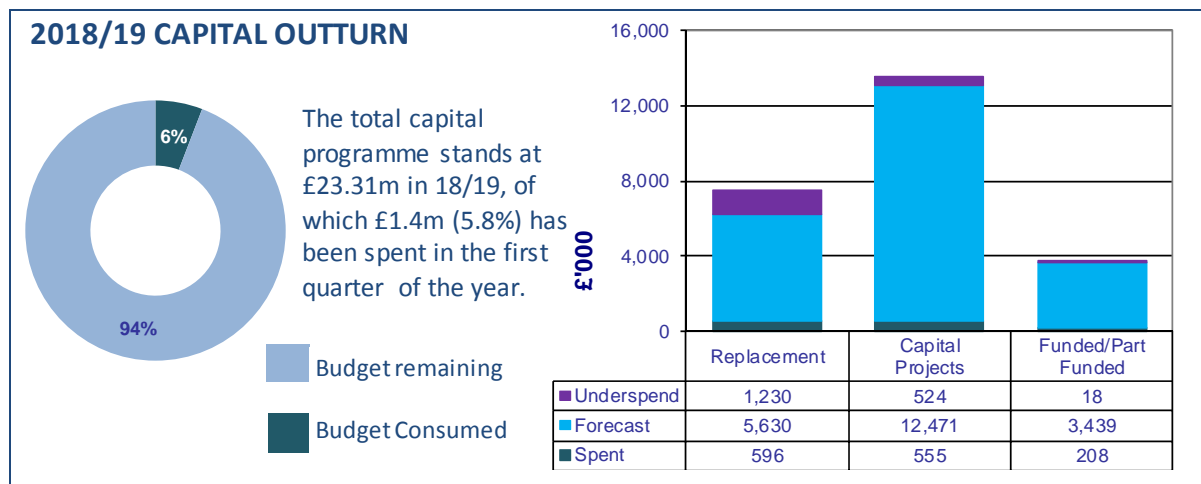 2018/19 CAPITAL OUTTURN
6%
94%
The total capital
programme stands at
£23.31m in 18/19, of
which £1.4m (5.8%) has
been spent in the first
quarter of the year.
Budget remaining
Budget Consumed
£'000
16,000
12,000
8,000
4,000
0
Replacement Capital Projects Funded/Part Funded
Underspend 1,230 524 18
Forecast 5,630 12,471 3,439
Spent 596 555 208